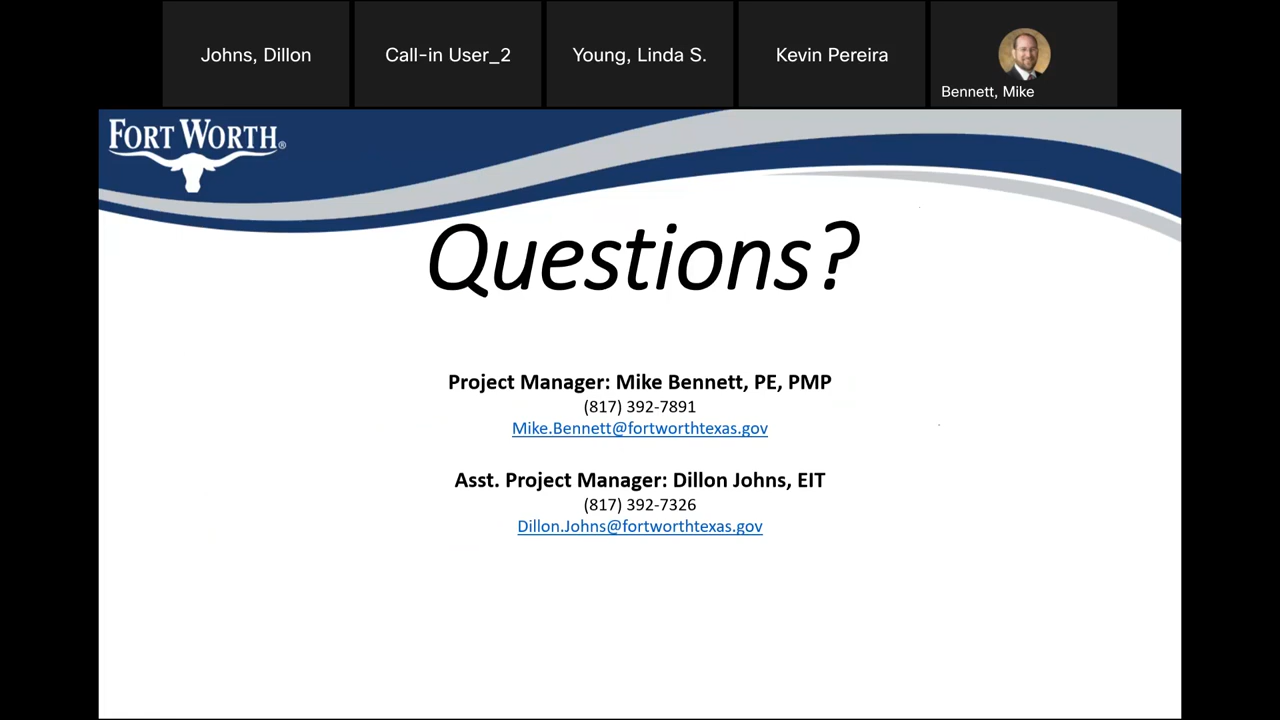 Johns, Dillon
Call-in User_2
Young, Linda S.
Kevin Pereira
Bennett, Mike
FORT WORTH®
Questions?
Project Manager: Mike Bennett, PE, PMP
(817) 392-7891
Mike.Bennett@fortworthtexas.gov
Asst. Project Manager: Dillon Johns, EIT
(817) 392-7326
Dillon.Johns@fortworthtexas.gov